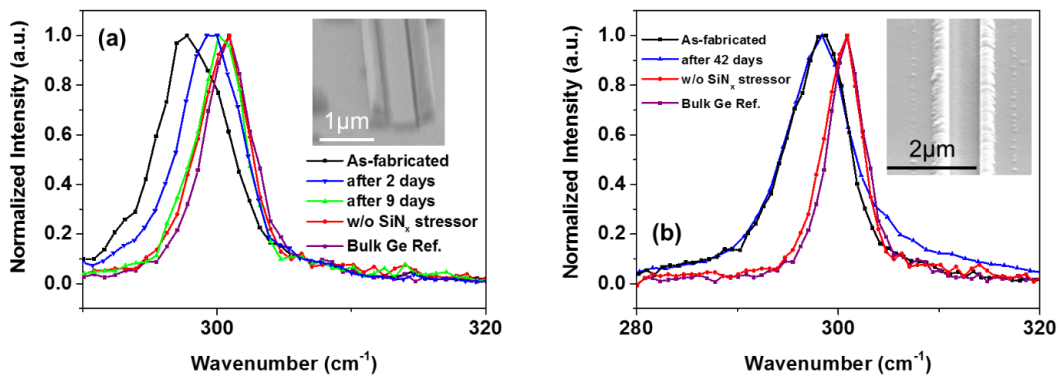 (a)
Normalized Intensity (a.u.)
1.0
0.8
0.6
0.4
0.2
0.0
1µm
As-fabricated
after 2 days
after 9 days
w/o SiNx stressor
Bulk Ge Ref.
300
320
Wavenumber (cm-1)
(b)
Normalized Intensity (a.u.)
1.0
0.8
0.6
0.4
0.2
0.0
As-fabricated
after 42 days
w/o SiNx stressor
Bulk Ge Ref.
2µm
280
300
320
Wavenumber (cm-1)